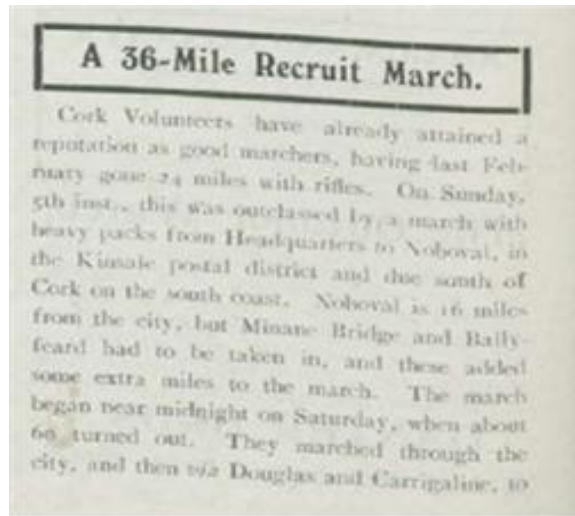 A 36-Mile Recruit March.
Cork Volunteers have already attained a
reputation as good marchers, having last Feb-
ruary gone 24 miles with rifles. On Sunday,
5th inst., this was outclassed by a march with
heavy packs from Headquarters to Nohoval, in
the Kinsale postal district and due south of
Cork on the south coast. Nohoval is 16 miles
from the city, but Minane Bridge and Bally-
feard had to be taken in, and these added
some extra miles to the march. The march
began near midnight on Saturday, when about
60 turned out. They marched through the
city, and then via Douglas and Carrigaline, to